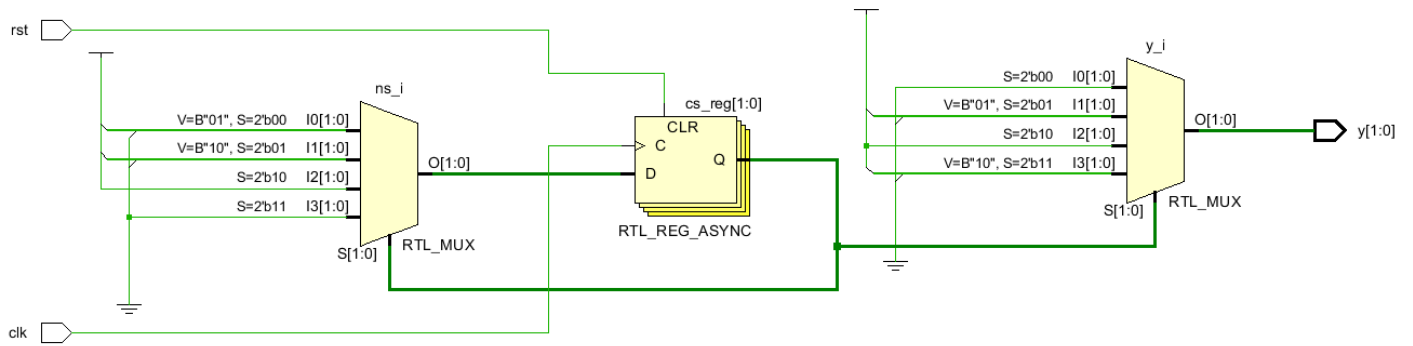 rst
clk
ns_i
V=B"01", S=2'b00 I0[1:0]
V=B"10", S=2'b01 I1[1:0]
S=2'b10 I2[1:0]
S=2'b11 I3[1:0]
O[1:0]
S[1:0]
RTL_MUX
cs_reg[1:0]
CLR
C
Q
D
RTL_REG_ASYNC
y_i
S=2'b00 I0[1:0]
V=B"01", S=2'b01 I1[1:0]
S=2'b10 I2[1:0]
V=B"10", S=2'b11 I3[1:0]
O[1:0]
S[1:0]
RTL_MUX
y[1:0]